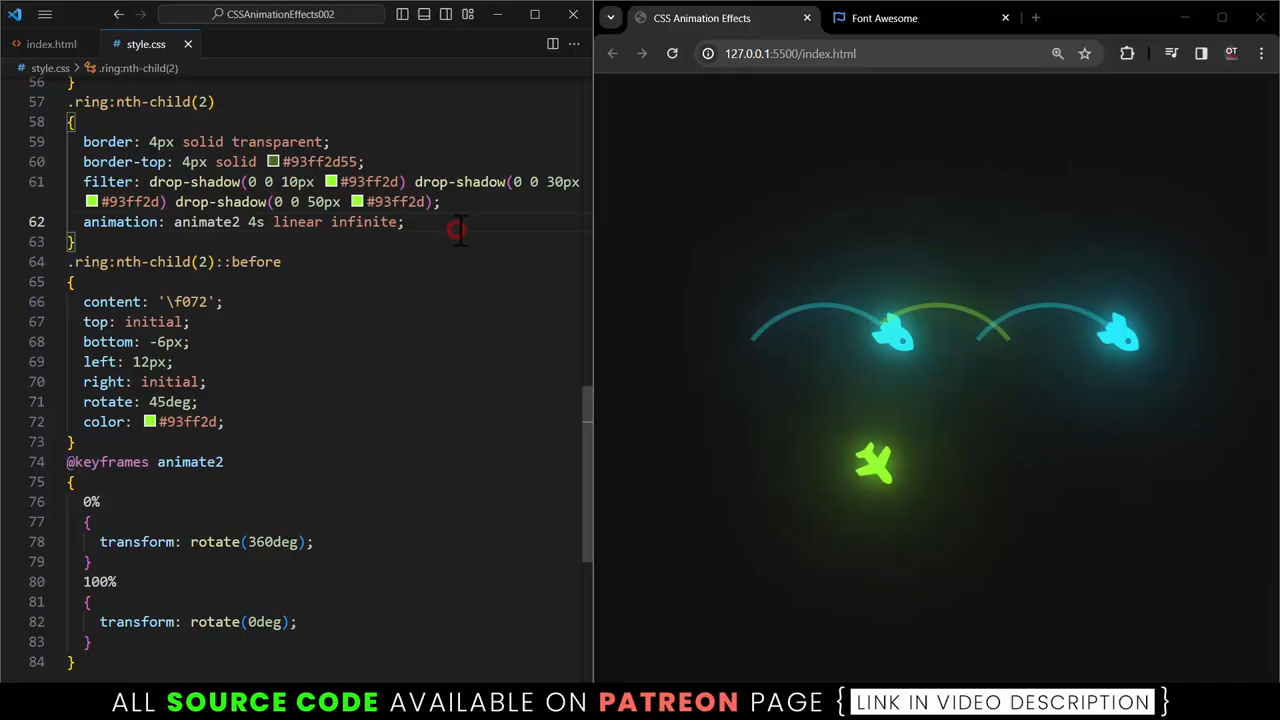 CSSAnimationEffects002
index.html
style.css
style.css > .ring:nth-child(2)
56 }
57 .ring:nth-child(2)
58 {
59 border: 4px solid transparent;
60 border-top: 4px solid #93ff2d55;
61 filter: drop-shadow(0 0 10px #93ff2d) drop-shadow(0 0 30px
#93ff2d) drop-shadow(0 0 50px #93ff2d);
62 animation: animate2 4s linear infinite;
63 }
64 .ring:nth-child(2)::before
65 {
66 content: '\f072';
67 top: initial;
68 bottom: -6px;
69 left: 12px;
70 right: initial;
71 rotate: 45deg;
72 color: #93ff2d;
73 }
74 @keyframes animate2
75 {
76 0%
77 {
78 transform: rotate(360deg);
79 }
80 100%
81 {
82 transform: rotate(0deg);
83 }
84 }
CSS Animation Effects
Font Awesome
127.0.0.1:5500/index.html
OT
ALL SOURCE CODE AVAILABLE ON PATREON PAGE { LINK IN VIDEO DESCRIPTION }